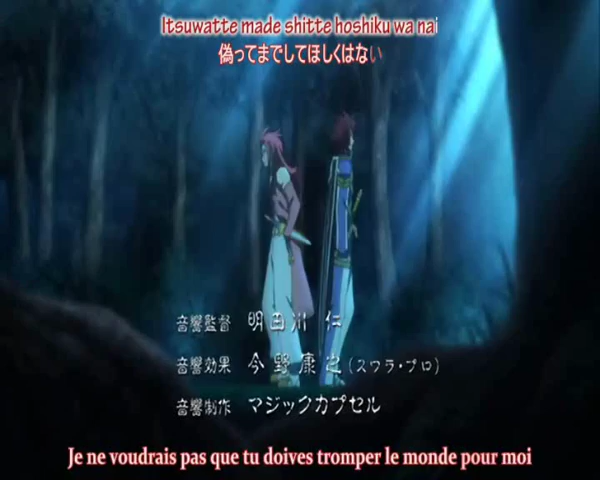 Itsuwatte made shitte hoshiku wa nai
偽ってまでしてほしくはない
音響監督 明田川 仁
音響効果 今野康之(スワラ・プロ)
音響制作 マジックカプセル
Je ne voudrais pas que tu doives tromper le monde pour moi